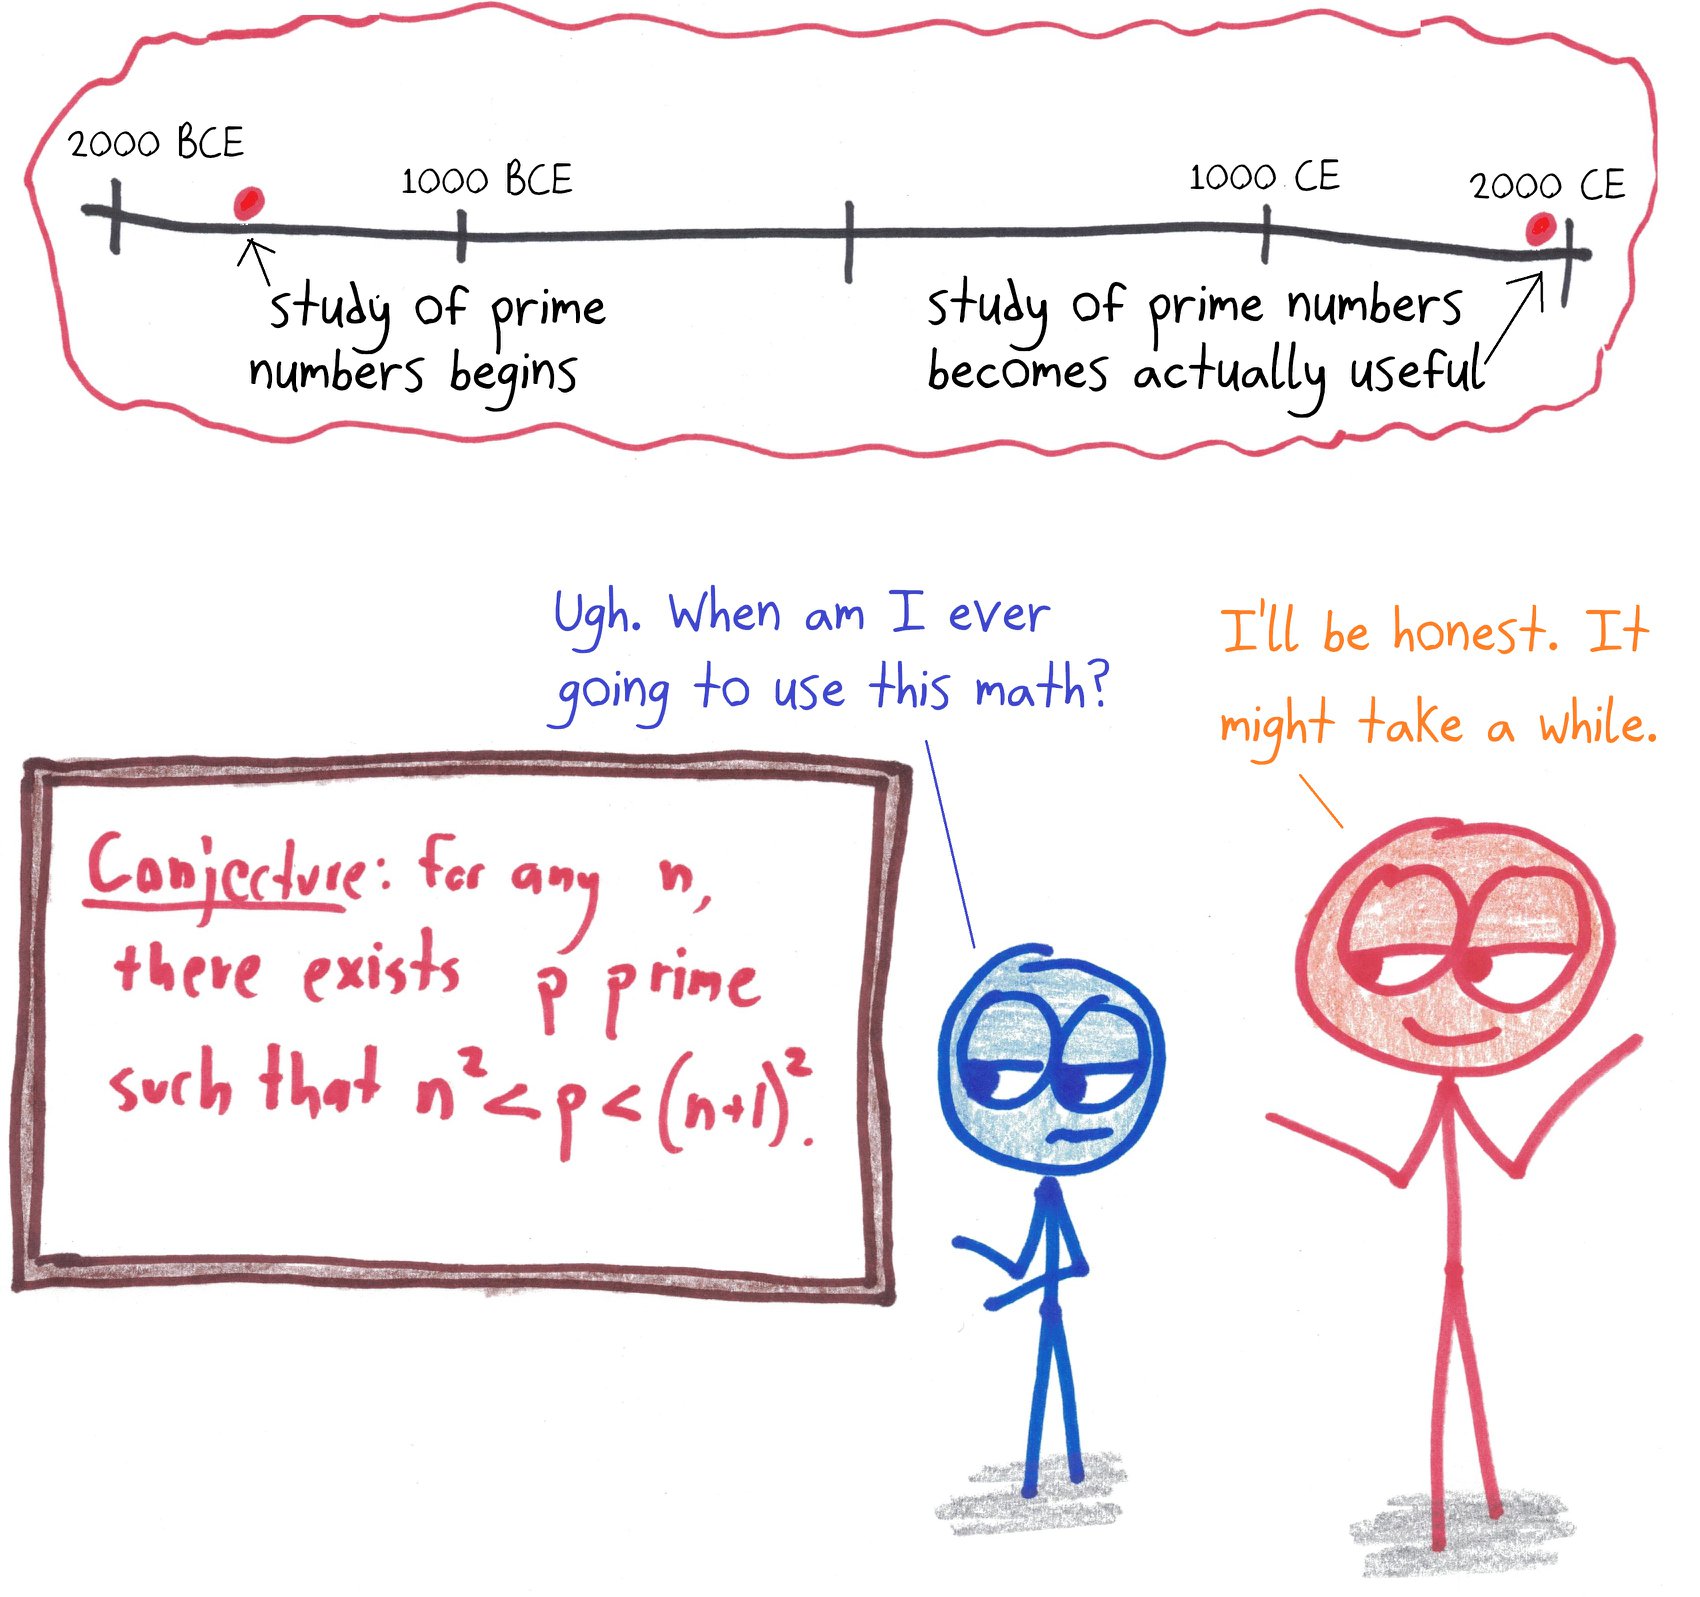 2000 BCE
1000 BCE
1000 CE
2000 CE
study of prime
numbers begins
study of prime numbers
becomes actually useful
Ugh. When am I ever
going to use this math?
I'll be honest. It
might take a while.
Conjecture: for any n,
there exists p prime
such that n² < p < (n+1)².